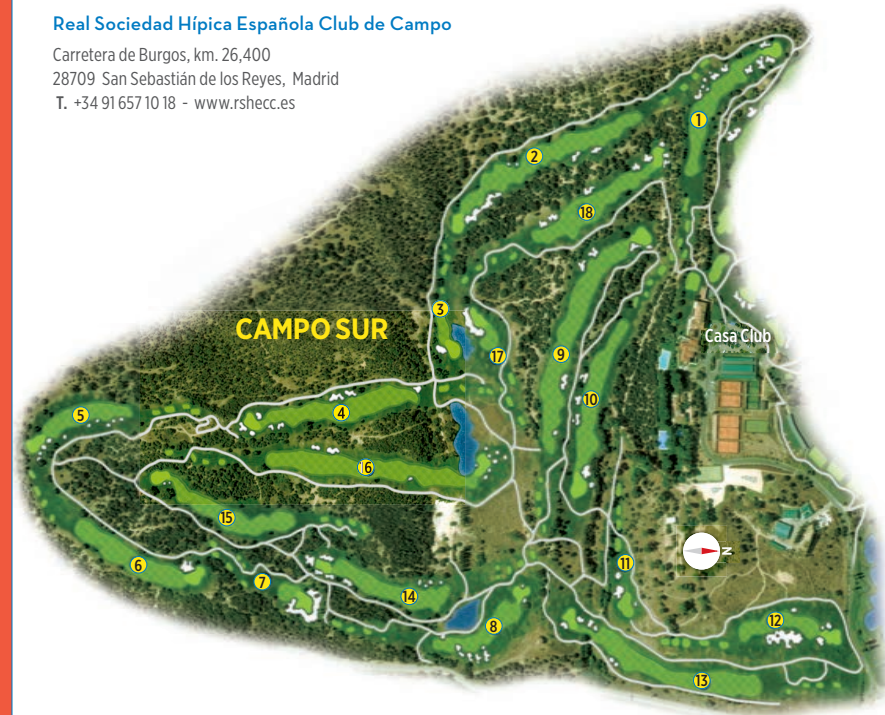 Real Sociedad Hípica Española Club de Campo
Carretera de Burgos, km. 26,400
28709 San Sebastián de los Reyes, Madrid
T. +34 91 657 10 18 - www.rshecc.es
1
2
18
3
CAMPO SUR
Casa Club
17
9
10
4
5
16
15
N
11
6
7
14
12
8
13